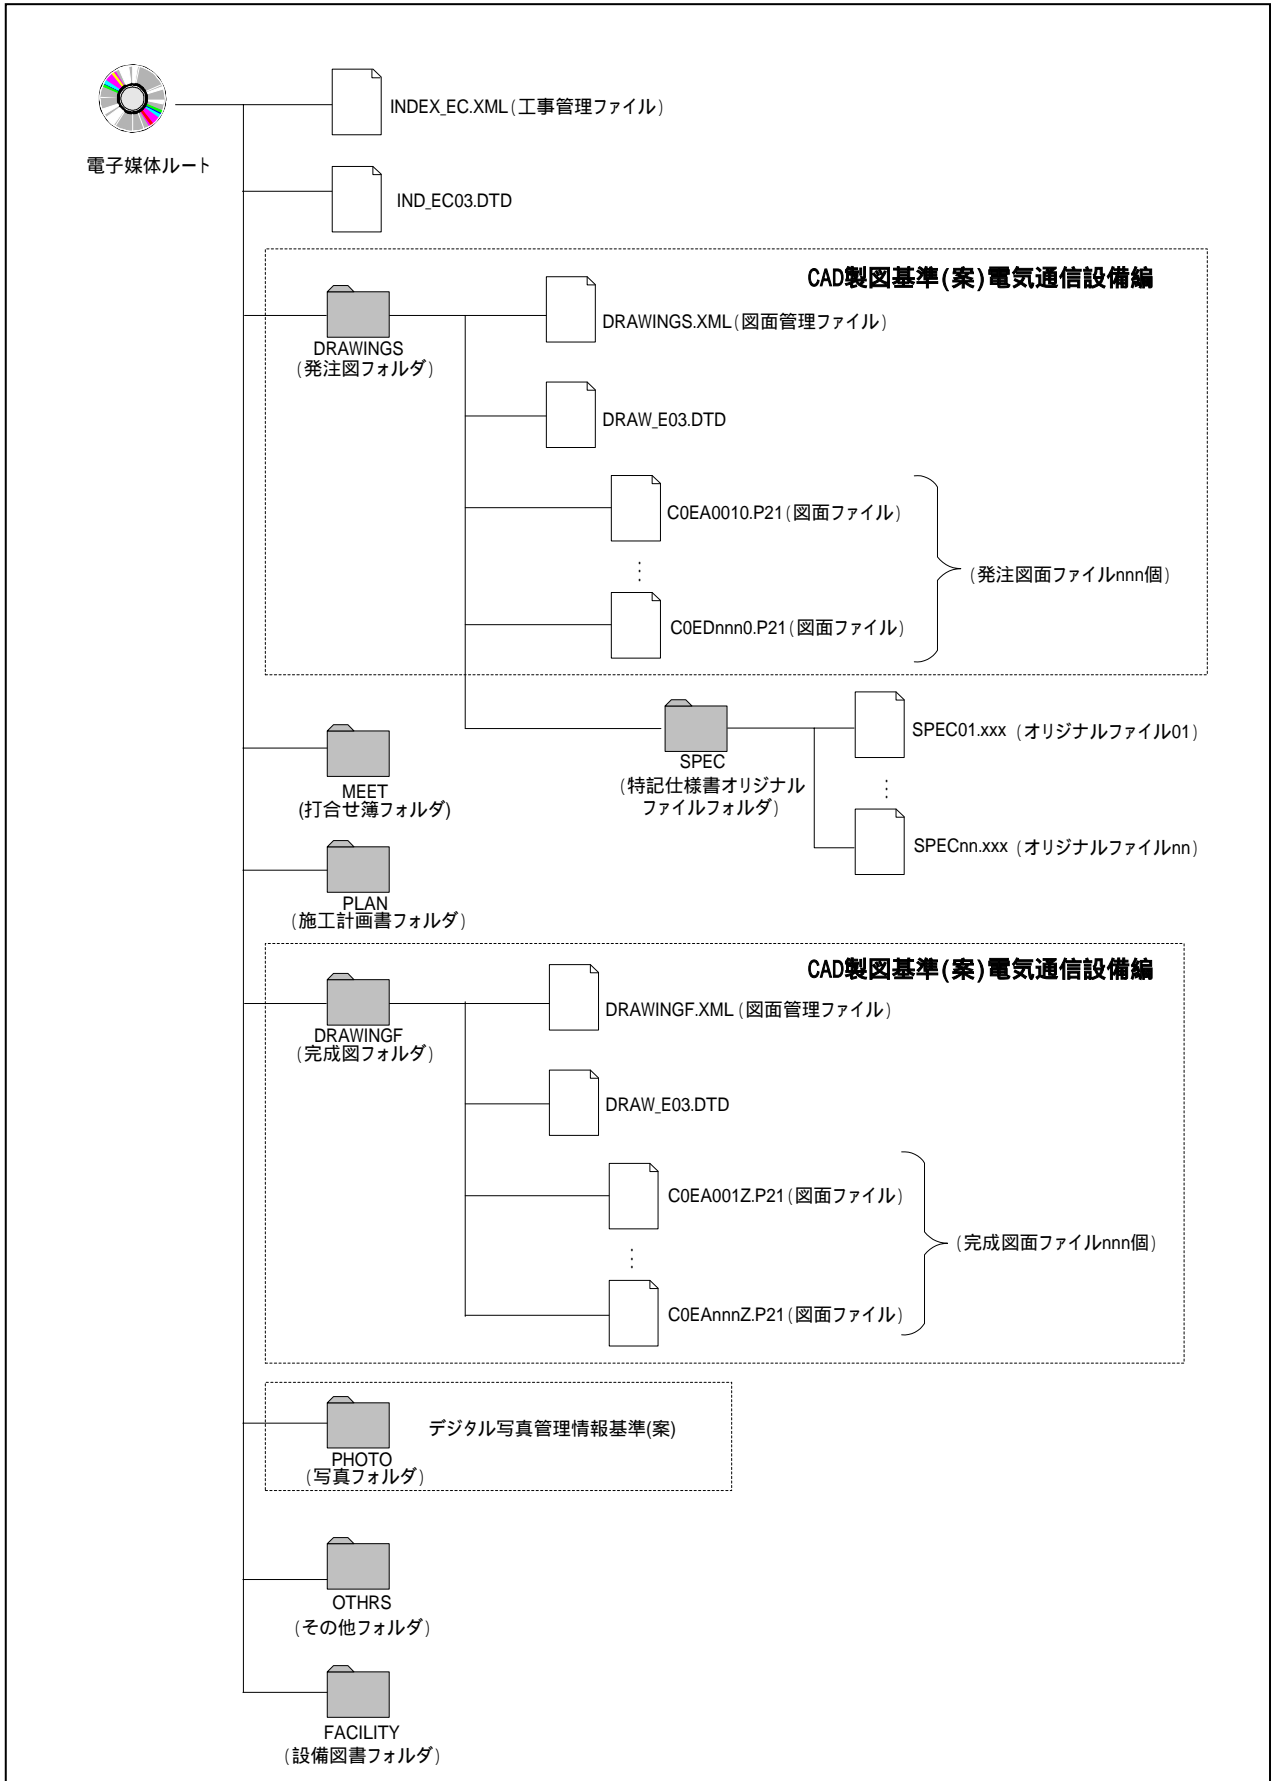 INDEX_EC.XML(工事管理ファイル)
電子媒体ルート
IND_EC03.DTD
CAD製図基準(案)電気通信設備編
DRAWINGS.XML(図面管理ファイル)
DRAWINGS
(発注図フォルダ)
DRAW_E03.DTD
C0EA0010.P21(図面ファイル)
(発注図面ファイルnnn個)
C0EDnnn0.P21(図面ファイル)
SPEC01.xxx (オリジナルファイル01)
SPEC
(特記仕様書オリジナル
ファイルフォルダ)
MEET
(打合せ簿フォルダ)
SPECnn.xxx (オリジナルファイルnn)
PLAN
(施工計画書フォルダ)
CAD製図基準(案)電気通信設備編
DRAWINGF.XML(図面管理ファイル)
DRAWINGF
(完成図フォルダ)
DRAW_E03.DTD
C0EA001Z.P21(図面ファイル)
(完成図面ファイルnnn個)
C0EAnnnZ.P21(図面ファイル)
デジタル写真管理情報基準(案)
PHOTO
(写真フォルダ)
OTHRS
(その他フォルダ)
FACILITY
(設備図書フォルダ)